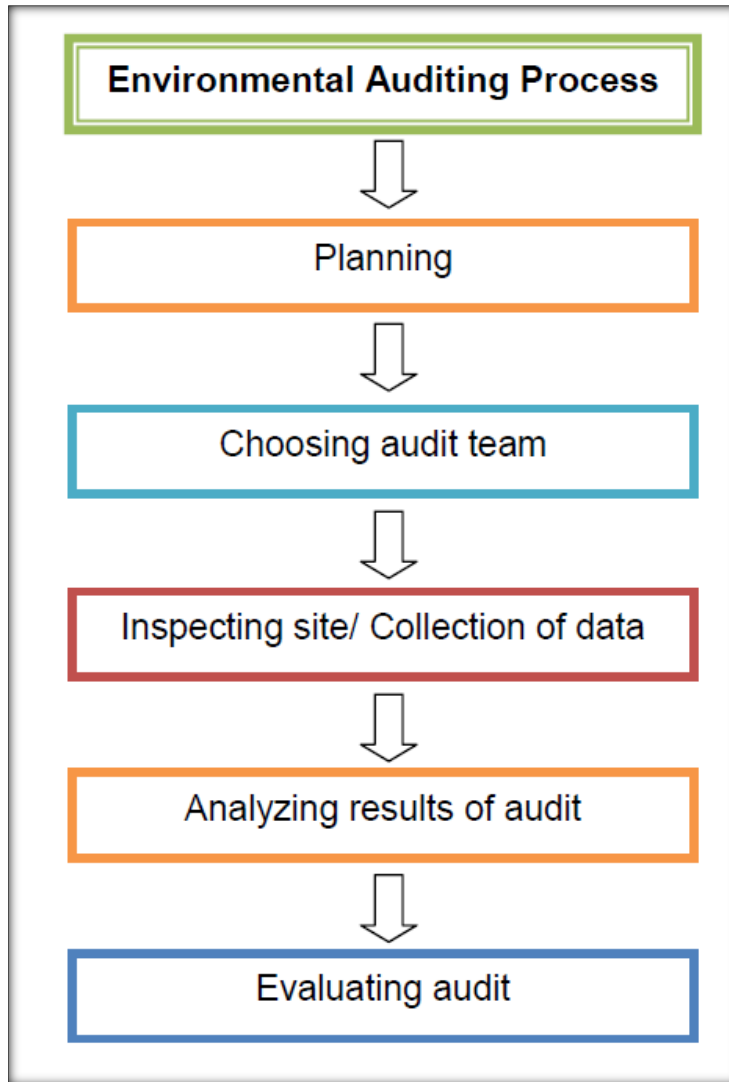 Environmental Auditing Process
Planning
Choosing audit team
Inspecting site/ Collection of data
Analyzing results of audit
Evaluating audit